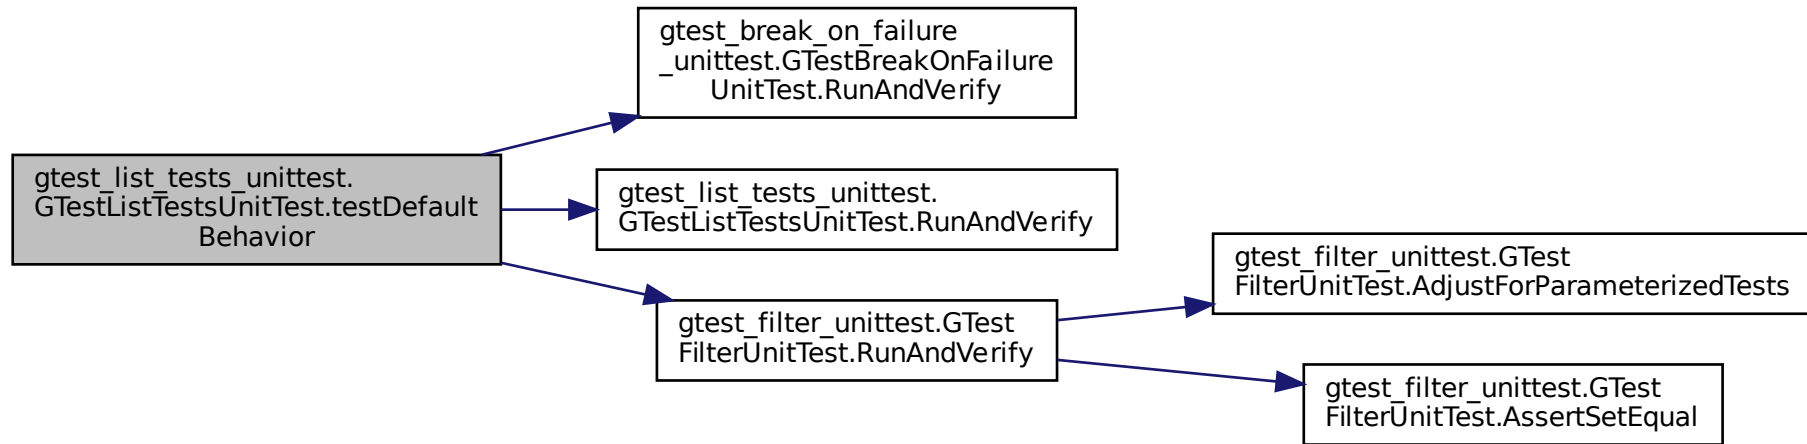 gtest_break_on_failure
_unittest.GTestBreakOnFailure
UnitTest.RunAndVerify
gtest_list_tests_unittest.
GTestListTestsUnitTest.testDefault
Behavior
gtest_list_tests_unittest.
GTestListTestsUnitTest.RunAndVerify
gtest_filter_unittest.GTest
FilterUnitTest.RunAndVerify
gtest_filter_unittest.GTest
FilterUnitTest.AdjustForParameterizedTests
gtest_filter_unittest.GTest
FilterUnitTest.AssertSetEqual